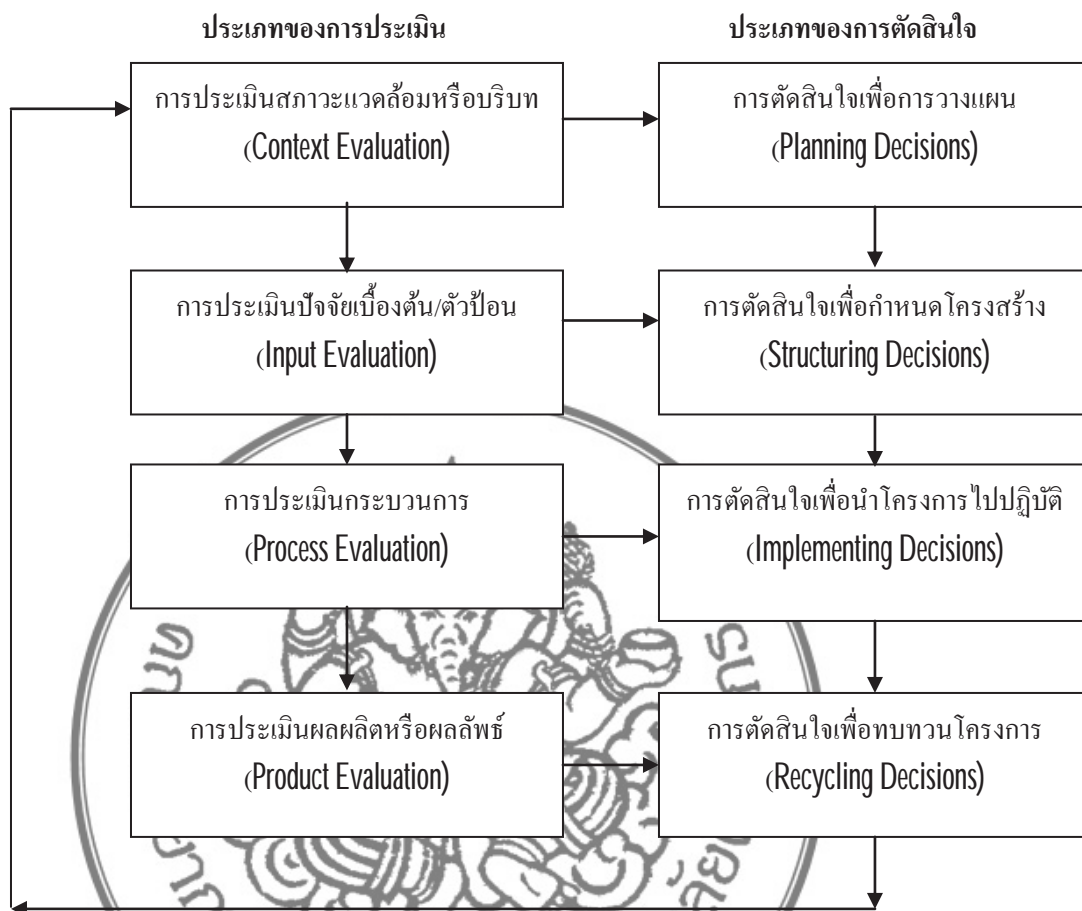 ประเภทของการประเมิน
ประเภทของการตัดสินใจ
การประเมินสภาวะแวดล้อมหรือบริบท
(Context Evaluation)
การตัดสินใจเพื่อการวางแผน
(Planning Decisions)
การประเมินปัจจัยเบื้องต้น/ตัวป้อน
(Input Evaluation)
การตัดสินใจเพื่อกำหนดโครงสร้าง
(Structuring Decisions)
การประเมินกระบวนการ
(Process Evaluation)
การตัดสินใจเพื่อนำโครงการไปปฏิบัติ
(Implementing Decisions)
การประเมินผลผลิตหรือผลลัพธ์
(Product Evaluation)
การตัดสินใจเพื่อทบทวนโครงการ
(Recycling Decisions)